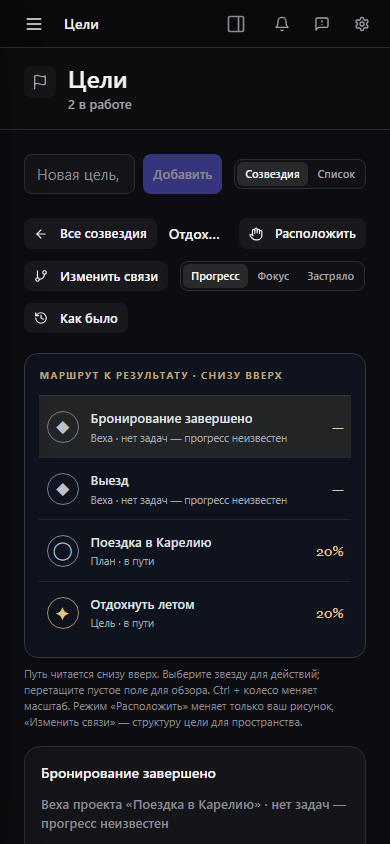 Цели
Цели
2 в работе
Новая цель,
Добавить
Созвездия
Список
Все созвездия
Отдох...
Расположить
Изменить связи
Прогресс
Фокус
Застряло
Как было
МАРШРУТ К РЕЗУЛЬТАТУ · СНИЗУ ВВЕРХ
Бронирование завершено
Веха · нет задач — прогресс неизвестен
—
Выезд
Веха · нет задач — прогресс неизвестен
—
Поездка в Карелию
План · в пути
20%
Отдохнуть летом
Цель · в пути
20%
Путь читается снизу вверх. Выберите звезду для действий;
перетащите пустое поле для обзора. Ctrl + колесо меняет
масштаб. Режим «Расположить» меняет только ваш рисунок,
«Изменить связи» — структуру цели для пространства.
Бронирование завершено
Веха проекта «Поездка в Карелию» · нет задач —
прогресс неизвестен